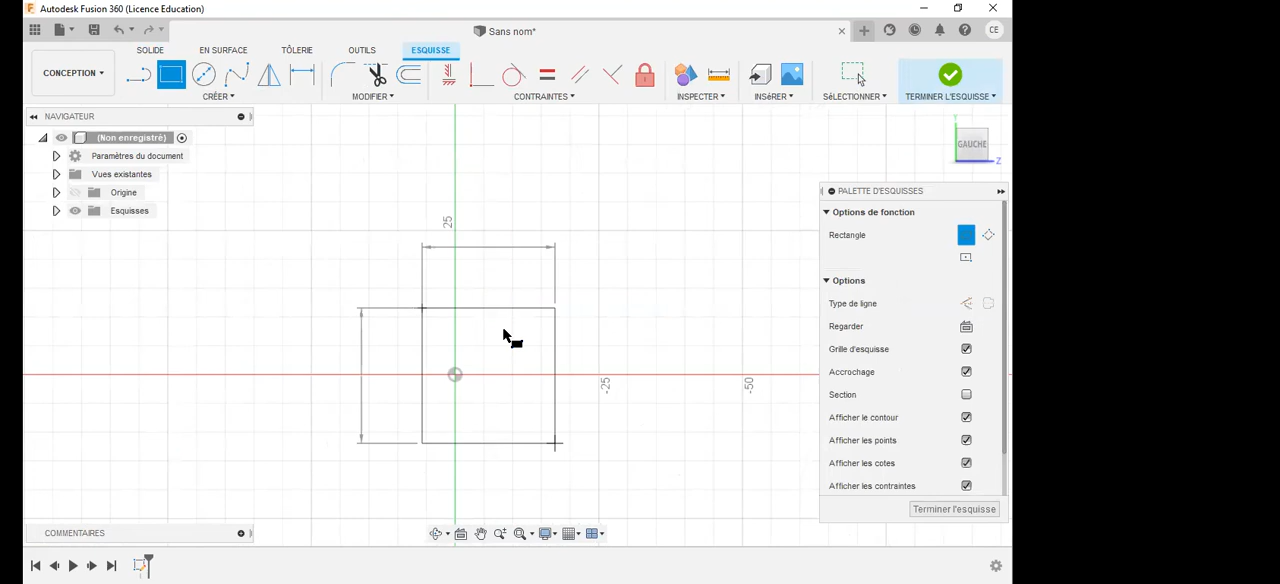 Autodesk Fusion 360 (Licence Education)
Sans nom*
CE
SOLIDE EN SURFACE TÔLERIE OUTILS ESQUISSE
CONCEPTION
CRÉER MODIFIER CONTRAINTES INSPECTER INSéRER SéLECTIONNER TERMINER L'ESQUISSE
NAVIGATEUR
(Non enregistré)
Paramètres du document
Vues existantes
Origine
Esquisses
Y
GAUCHE
Z
25
-25
-50
PALETTE D'ESQUISSES
Options de fonction
Rectangle
Options
Type de ligne
Regarder
Grille d'esquisse
Accrochage
Section
Afficher le contour
Afficher les points
Afficher les cotes
Afficher les contraintes
Terminer l'esquisse
COMMENTAIRES